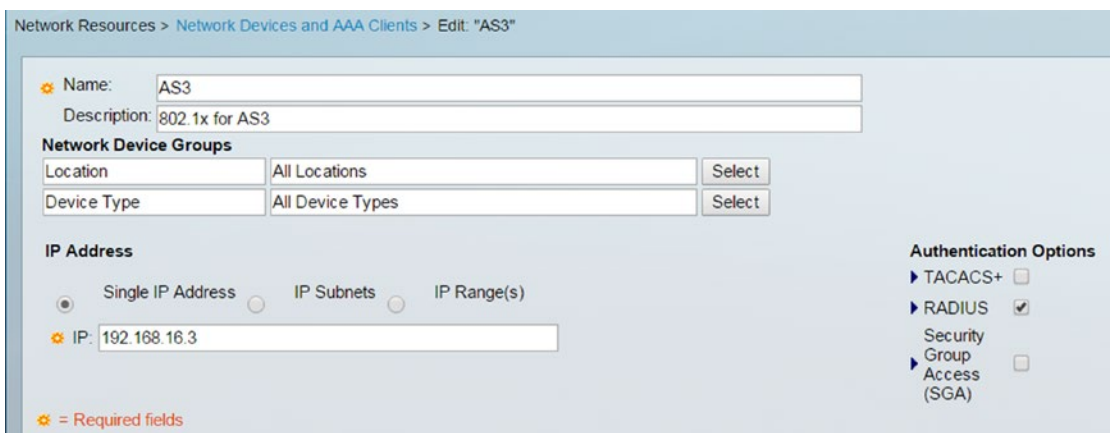 Network Resources > Network Devices and AAA Clients > Edit: "AS3"
Name: AS3
Description: 802.1x for AS3
Network Device Groups
Location All Locations Select
Device Type All Device Types Select
IP Address
Single IP Address IP Subnets IP Range(s)
IP: 192.168.16.3
= Required fields
Authentication Options
TACACS+
RADIUS
Security
Group
Access
(SGA)